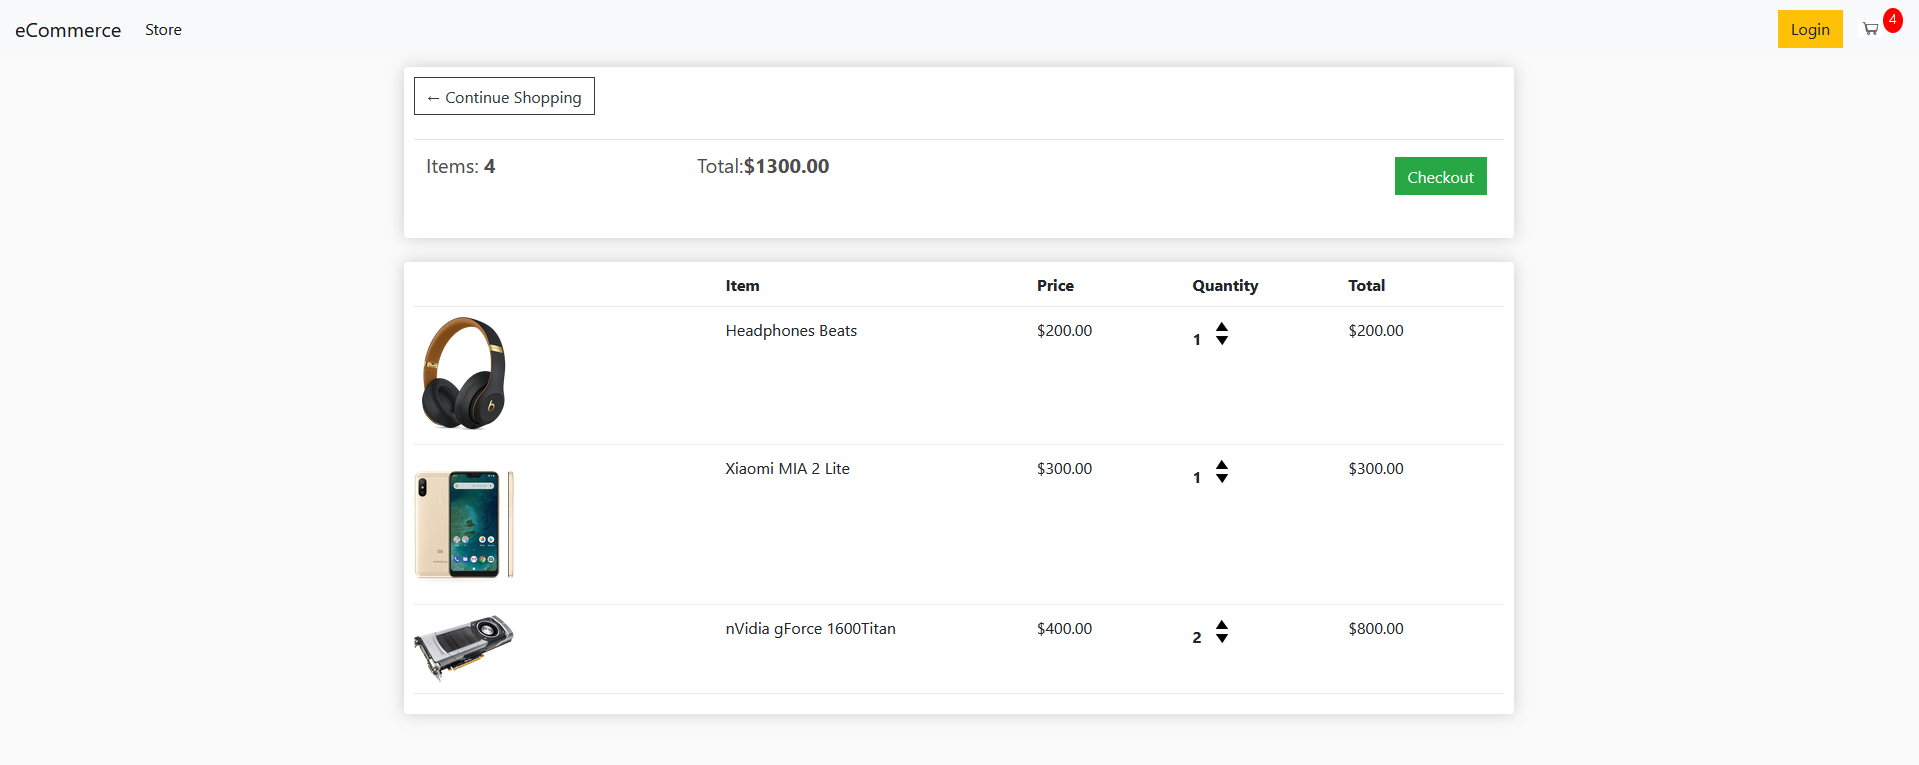 eCommerce Store Login 4
← Continue Shopping
Items: 4 Total:$1300.00 Checkout
Item Price Quantity Total
Headphones Beats $200.00 1 $200.00
Xiaomi MIA 2 Lite $300.00 1 $300.00
nVidia gForce 1600Titan $400.00 2 $800.00